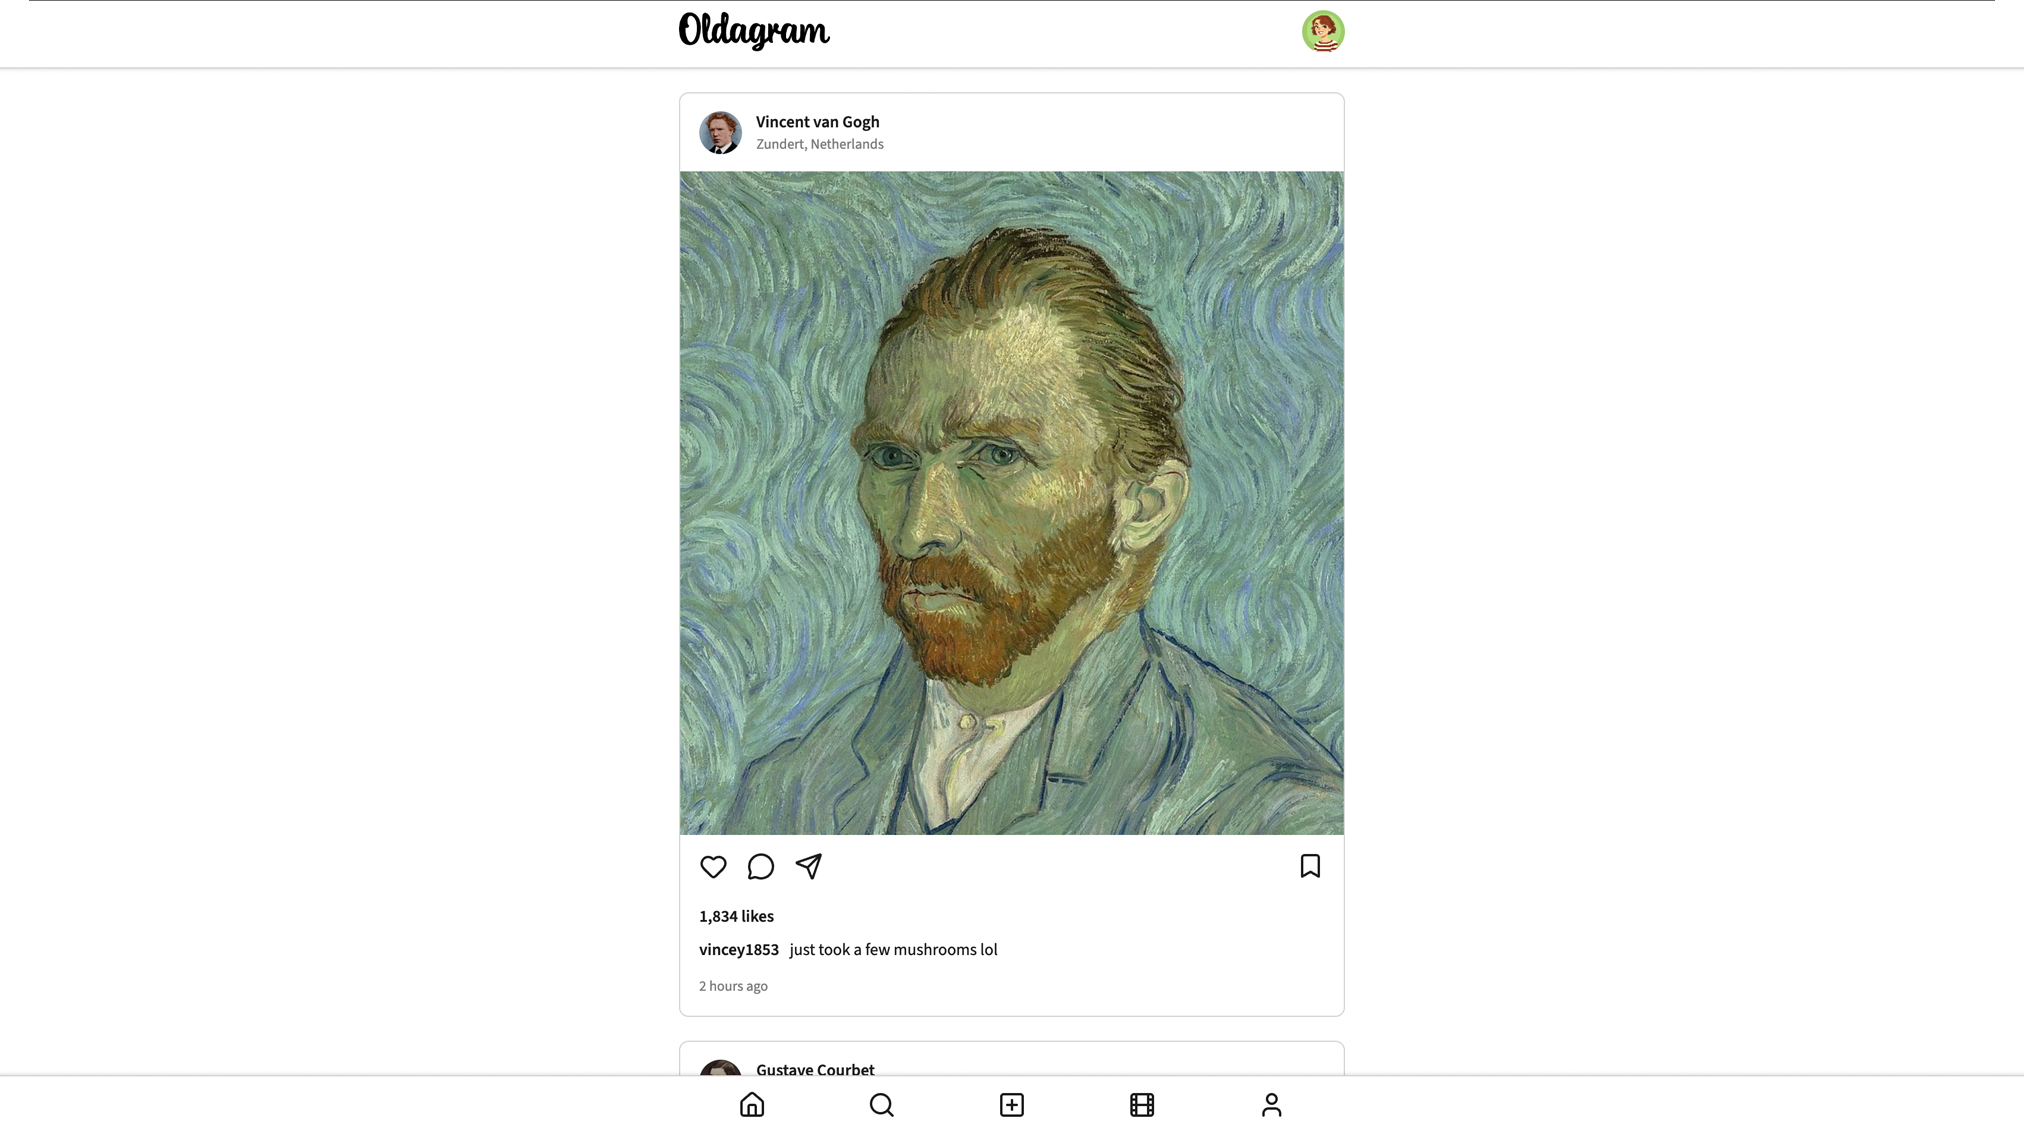 Oldagram
Vincent van Gogh
Zundert, Netherlands
1,834 likes
vincey1853 just took a few mushrooms lol
2 hours ago
Gustave Courbet